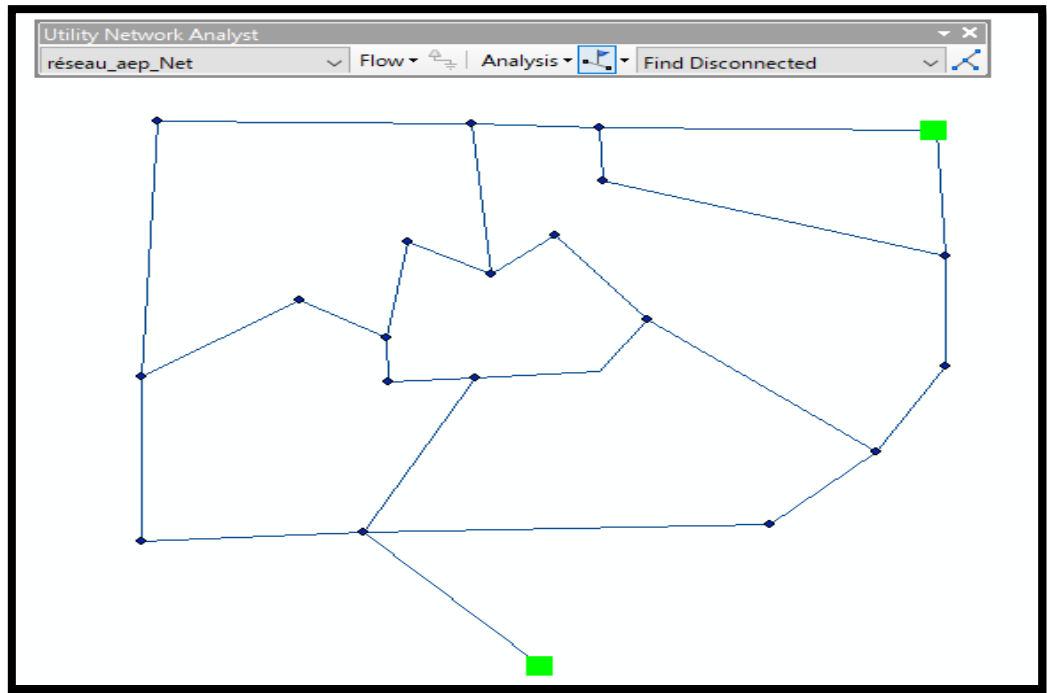 Utility Network Analyst
réseau_aep_Net Flow Analysis Find Disconnected